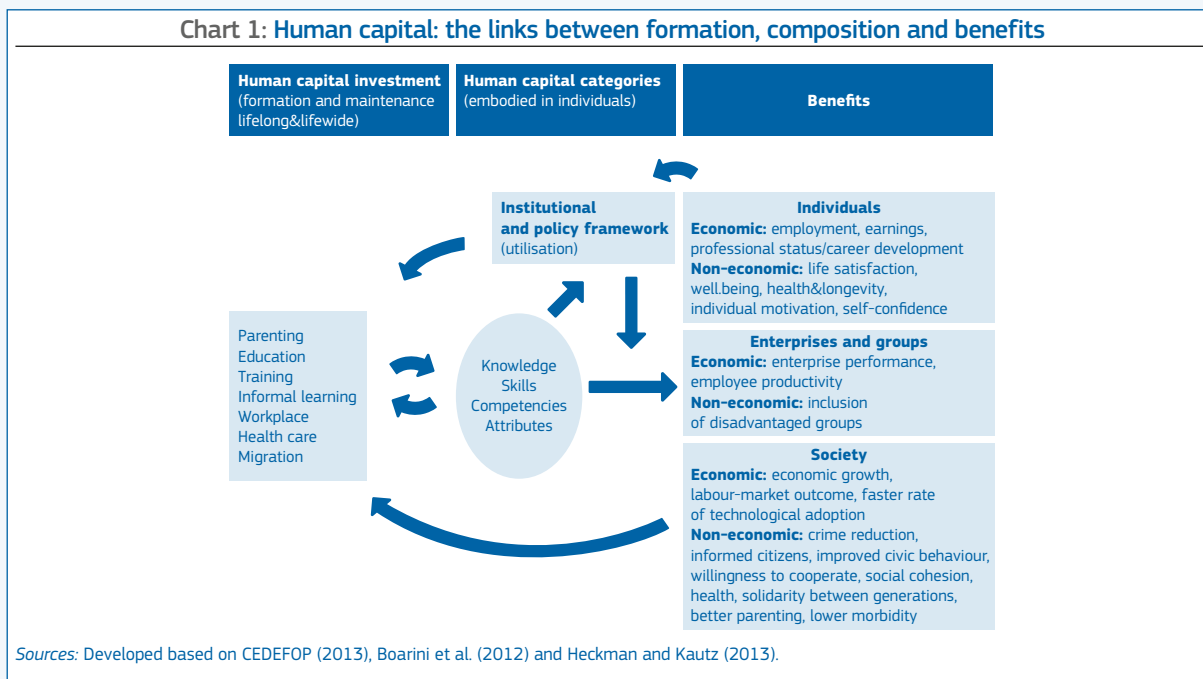 Chart 1: Human capital: the links between formation, composition and benefits
Human capital investment
(formation and maintenance
lifelong&lifewide)
Human capital categories
(embodied in individuals)
Benefits
Institutional
and policy framework
(utilisation)
Parenting
Education
Training
Informal learning
Workplace
Health care
Migration
Knowledge
Skills
Competencies
Attributes
Individuals
Economic: employment, earnings,
professional status/career development
Non-economic: life satisfaction,
well.being, health&longevity,
individual motivation, self-confidence
Enterprises and groups
Economic: enterprise performance,
employee productivity
Non-economic: inclusion
of disadvantaged groups
Society
Economic: economic growth,
labour-market outcome, faster rate
of technological adoption
Non-economic: crime reduction,
informed citizens, improved civic behaviour,
willingness to cooperate, social cohesion,
health, solidarity between generations,
better parenting, lower morbidity
Sources: Developed based on CEDEFOP (2013), Boarini et al. (2012) and Heckman and Kautz (2013).